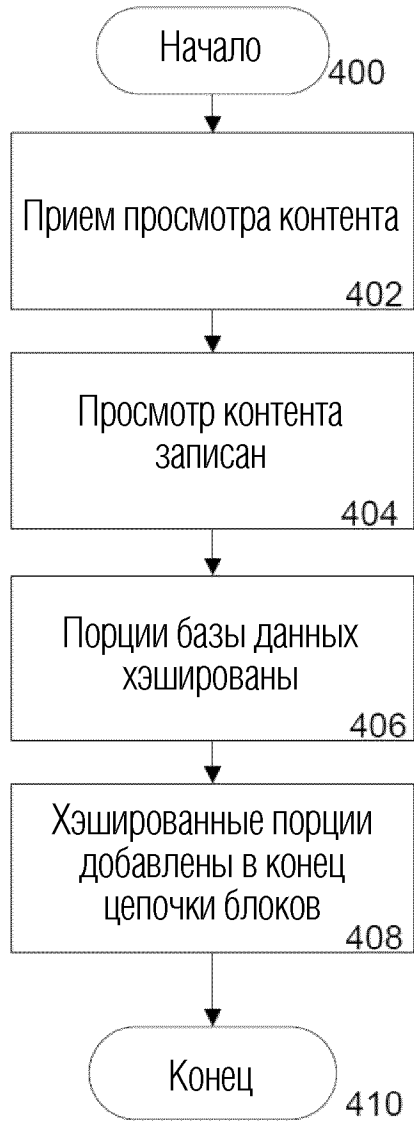 Начало
400
Прием просмотра контента
402
Просмотр контента
записан
404
Порции базы данных
хэшированы
406
Хэшированные порции
добавлены в конец
цепочки блоков
408
Конец
410